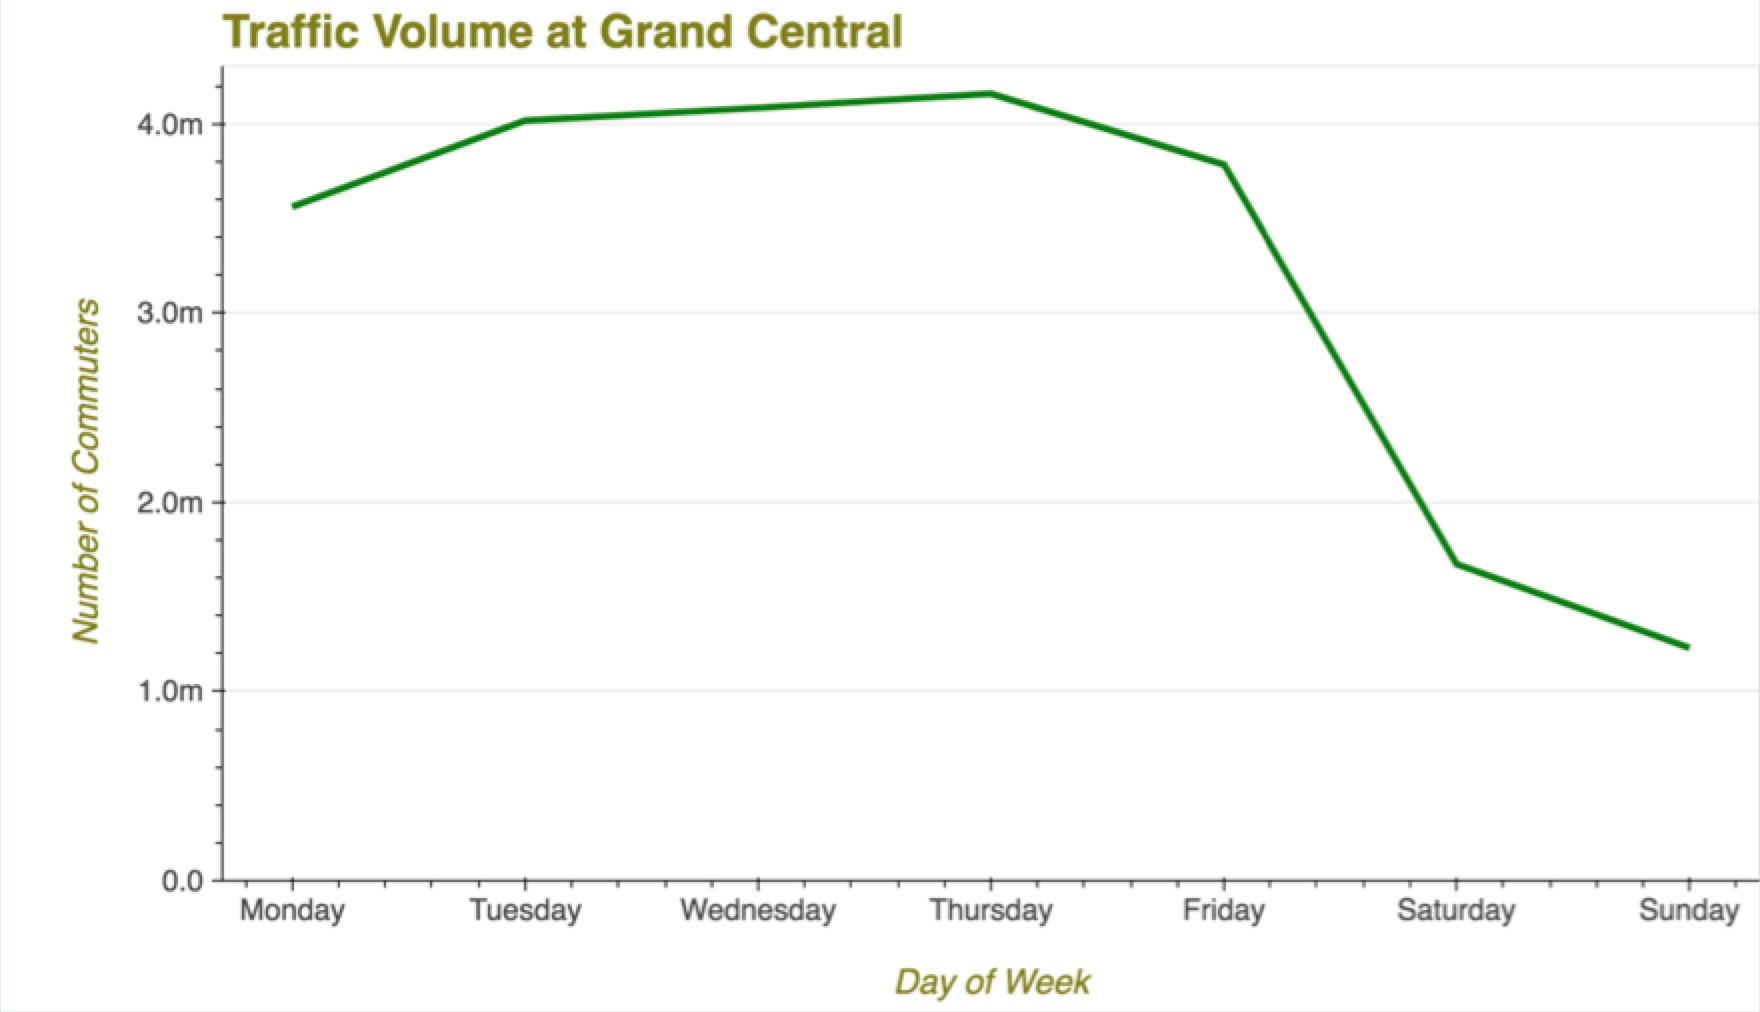 Traffic Volume at Grand Central
Number of Commuters
4.0m
3.0m
2.0m
1.0m
0.0
Monday Tuesday Wednesday Thursday Friday Saturday Sunday
Day of Week